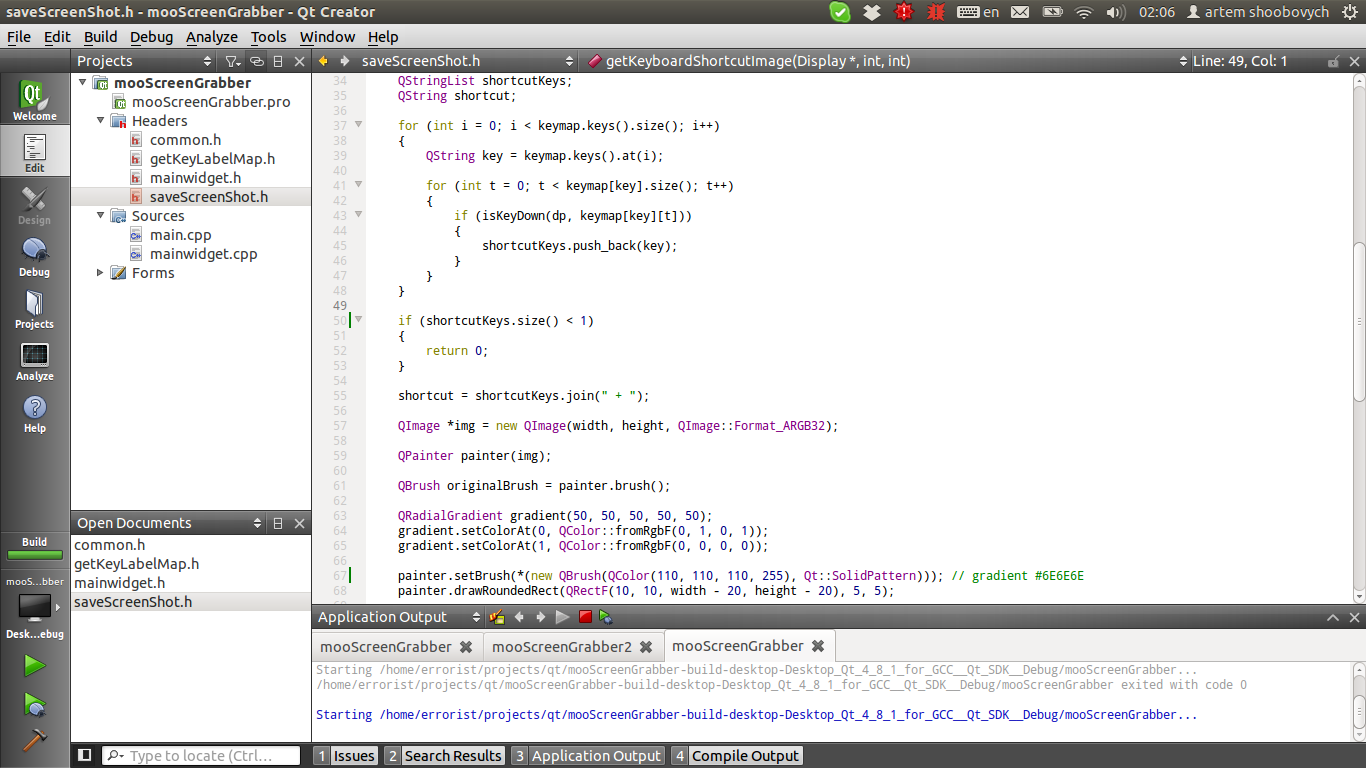 saveScreenShot.h - mooScreenGrabber - Qt Creator
en
02:06
artem shoobovych
File Edit Build Debug Analyze Tools Window Help
Projects
saveScreenShot.h
getKeyboardShortcutImage(Display *, int, int)
Line: 49, Col: 1
Welcome
Edit
Design
Debug
Projects
Analyze
Help
mooScreenGrabber
mooScreenGrabber.pro
Headers
common.h
getKeyLabelMap.h
mainwidget.h
saveScreenShot.h
Sources
main.cpp
mainwidget.cpp
Forms
34 QStringList shortcutKeys;
35 QString shortcut;
36
37 for (int i = 0; i < keymap.keys().size(); i++)
38 {
39 QString key = keymap.keys().at(i);
40
41 for (int t = 0; t < keymap[key].size(); t++)
42 {
43 if (isKeyDown(dp, keymap[key][t]))
44 {
45 shortcutKeys.push_back(key);
46 }
47 }
48 }
49
50 if (shortcutKeys.size() < 1)
51 {
52 return 0;
53 }
54
55 shortcut = shortcutKeys.join(" + ");
56
57 QImage *img = new QImage(width, height, QImage::Format_ARGB32);
58
59 QPainter painter(img);
60
61 QBrush originalBrush = painter.brush();
62
63 QRadialGradient gradient(50, 50, 50, 50, 50);
64 gradient.setColorAt(0, QColor::fromRgbF(0, 1, 0, 1));
65 gradient.setColorAt(1, QColor::fromRgbF(0, 0, 0, 0));
66
67 painter.setBrush(*(new QBrush(QColor(110, 110, 110, 255), Qt::SolidPattern))); // gradient #6E6E6E
68 painter.drawRoundedRect(QRectF(10, 10, width - 20, height - 20), 5, 5);
Open Documents
common.h
getKeyLabelMap.h
mainwidget.h
saveScreenShot.h
Build
mooS...bber
Desk...ebug
Application Output
mooScreenGrabber
mooScreenGrabber2
mooScreenGrabber
Starting /home/errorist/projects/qt/mooScreenGrabber-build-desktop-Desktop_Qt_4_8_1_for_GCC__Qt_SDK__Debug/mooScreenGrabber...
/home/errorist/projects/qt/mooScreenGrabber-build-desktop-Desktop_Qt_4_8_1_for_GCC__Qt_SDK__Debug/mooScreenGrabber exited with code 0
Starting /home/errorist/projects/qt/mooScreenGrabber-build-desktop-Desktop_Qt_4_8_1_for_GCC__Qt_SDK__Debug/mooScreenGrabber...
Type to locate (Ctrl...
1 Issues
2 Search Results
3 Application Output
4 Compile Output